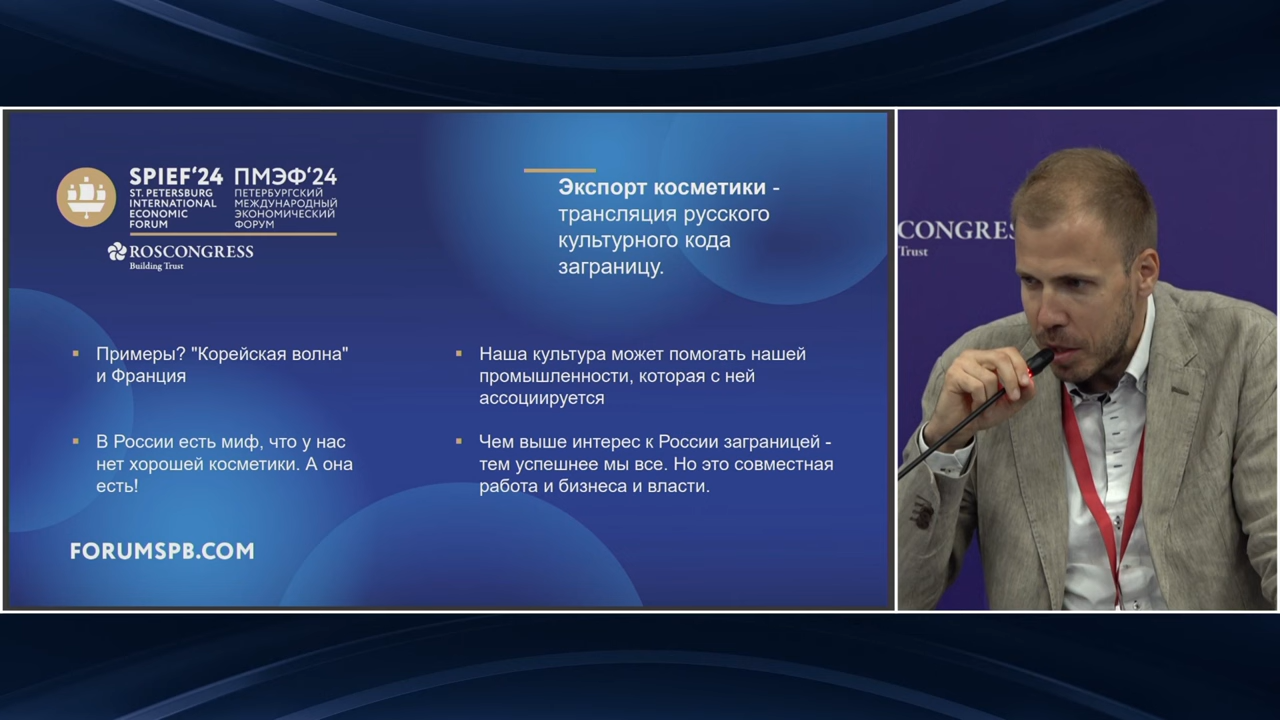 SPIEF‘24
ST. PETERSBURG
INTERNATIONAL
ECONOMIC
FORUM
ПМЭФ‘24
ПЕТЕРБУРГСКИЙ
МЕЖДУНАРОДНЫЙ
ЭКОНОМИЧЕСКИЙ
ФОРУМ
ROSCONGRESS
Building Trust
Экспорт косметики -
трансляция русского
культурного кода
заграницу.
Примеры? "Корейская волна"
и Франция
В России есть миф, что у нас
нет хорошей косметики. А она
есть!
Наша культура может помогать нашей
промышленности, которая с ней
ассоциируется
Чем выше интерес к России заграницей -
тем успешнее мы все. Но это совместная
работа и бизнеса и власти.
FORUMSPB.COM
CONGRES
Trust